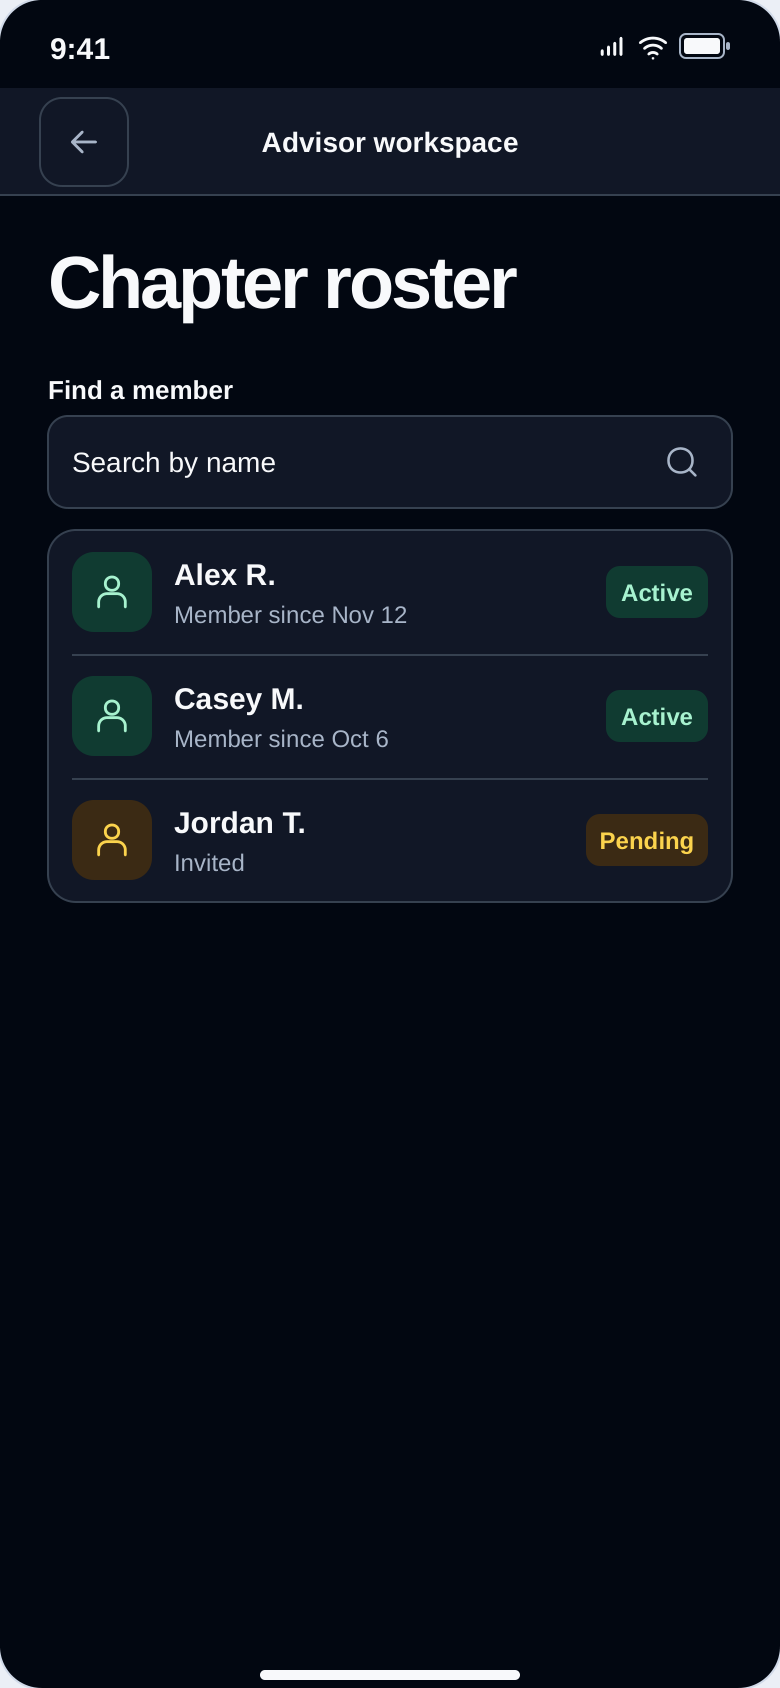 9:41
Advisor workspace
Chapter roster
Find a member
Search by name
Alex R.
Member since Nov 12
Active
Casey M.
Member since Oct 6
Active
Jordan T.
Invited
Pending